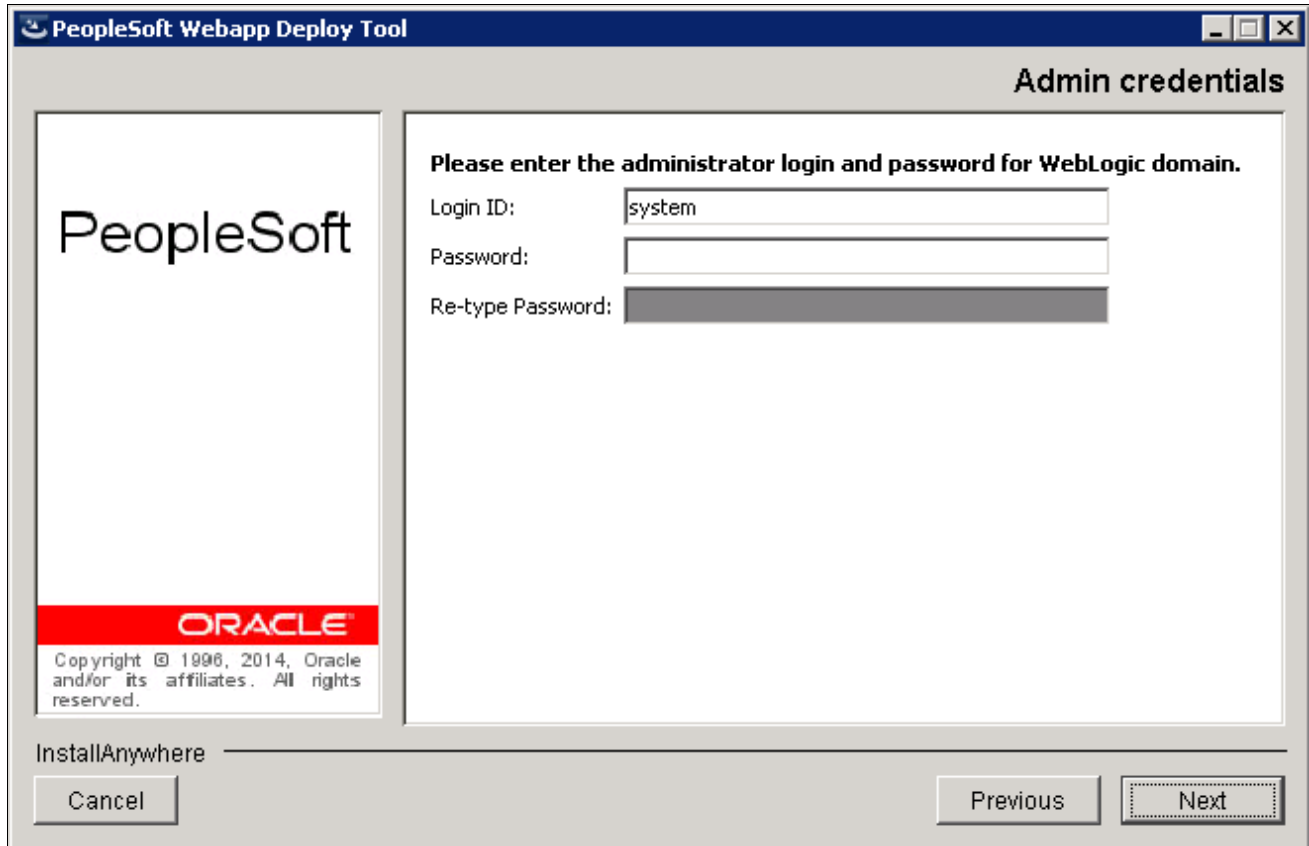 PeopleSoft Webapp Deploy Tool
Admin credentials
PeopleSoft
ORACLE
Copyright © 1996, 2014, Oracle
and/or its affiliates. All rights
reserved.
Please enter the administrator login and password for WebLogic domain.
Login ID: system
Password:
Re-type Password:
InstallAnywhere
Cancel
Previous
Next